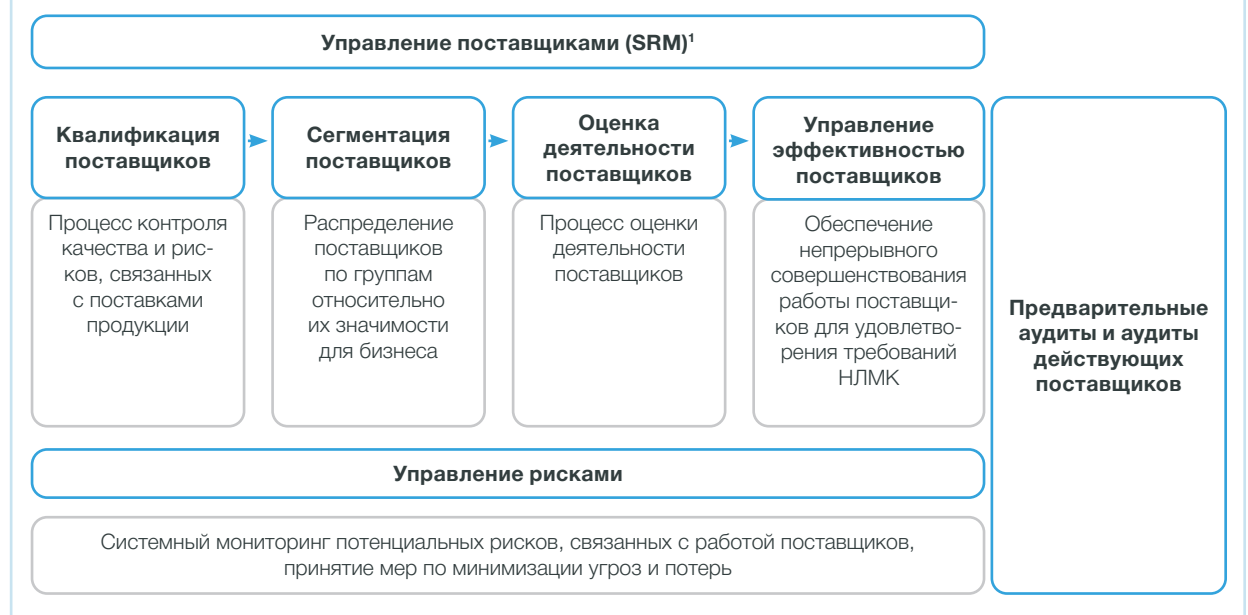 Управление поставщиками (SRM)¹
Квалификация
поставщиков
Сегментация
поставщиков
Оценка
деятельности
поставщиков
Управление
эффективностью
поставщиков
Процесс контроля
качества и рис-
ков, связанных
с поставками
продукции
Распределение
поставщиков
по группам
относительно
их значимости
для бизнеса
Процесс оценки
деятельности
поставщиков
Обеспечение
непрерывного
совершенствования
работы поставщи-
ков для удовлетво-
рения требований
НЛМК
Предварительные
аудиты и аудиты
действующих
поставщиков
Управление рисками
Системный мониторинг потенциальных рисков, связанных с работой поставщиков,
принятие мер по минимизации угроз и потерь